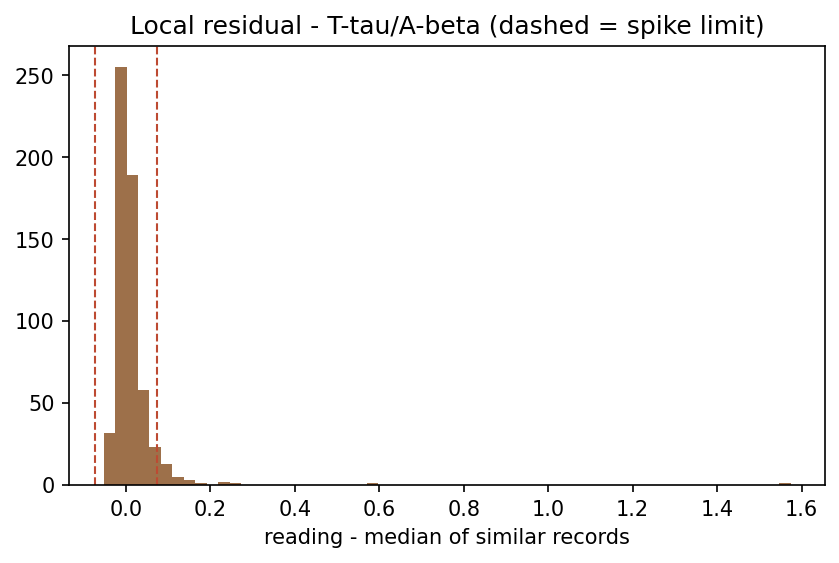 Local residual - T-tau/A-beta (dashed = spike limit)
250
200
150
100
50
0
0.0 0.2 0.4 0.6 0.8 1.0 1.2 1.4 1.6
reading - median of similar records